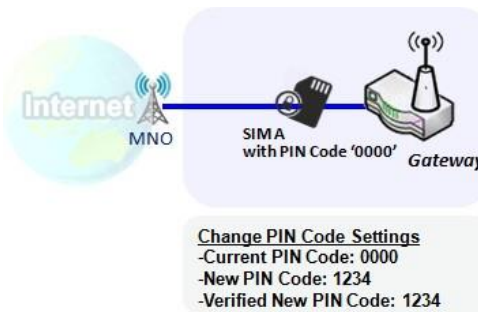 Internet
MNO
SIM A
with PIN Code ‘0000’
Gateway
Change PIN Code Settings
-Current PIN Code: 0000
-New PIN Code: 1234
-Verified New PIN Code: 1234